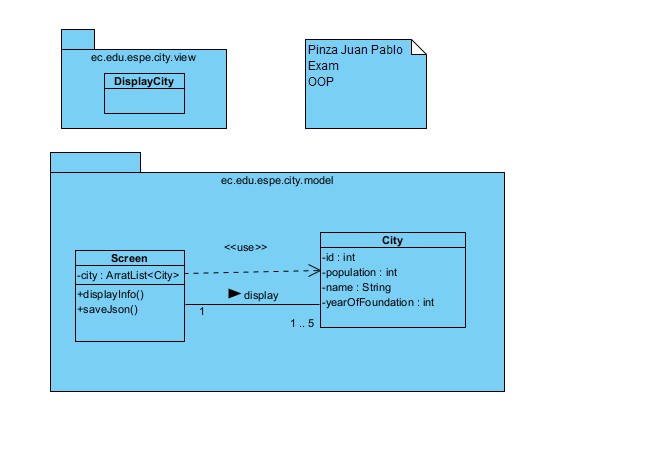 ec.edu.espe.city.view
DisplayCity
Pinza Juan Pablo
Exam
OOP
ec.edu.espe.city.model
Screen
-city : ArratList<City>
+displayInfo()
+saveJson()
<<use>>
display
1
1 .. 5
City
-id : int
-population : int
-name : String
-yearOfFoundation : int